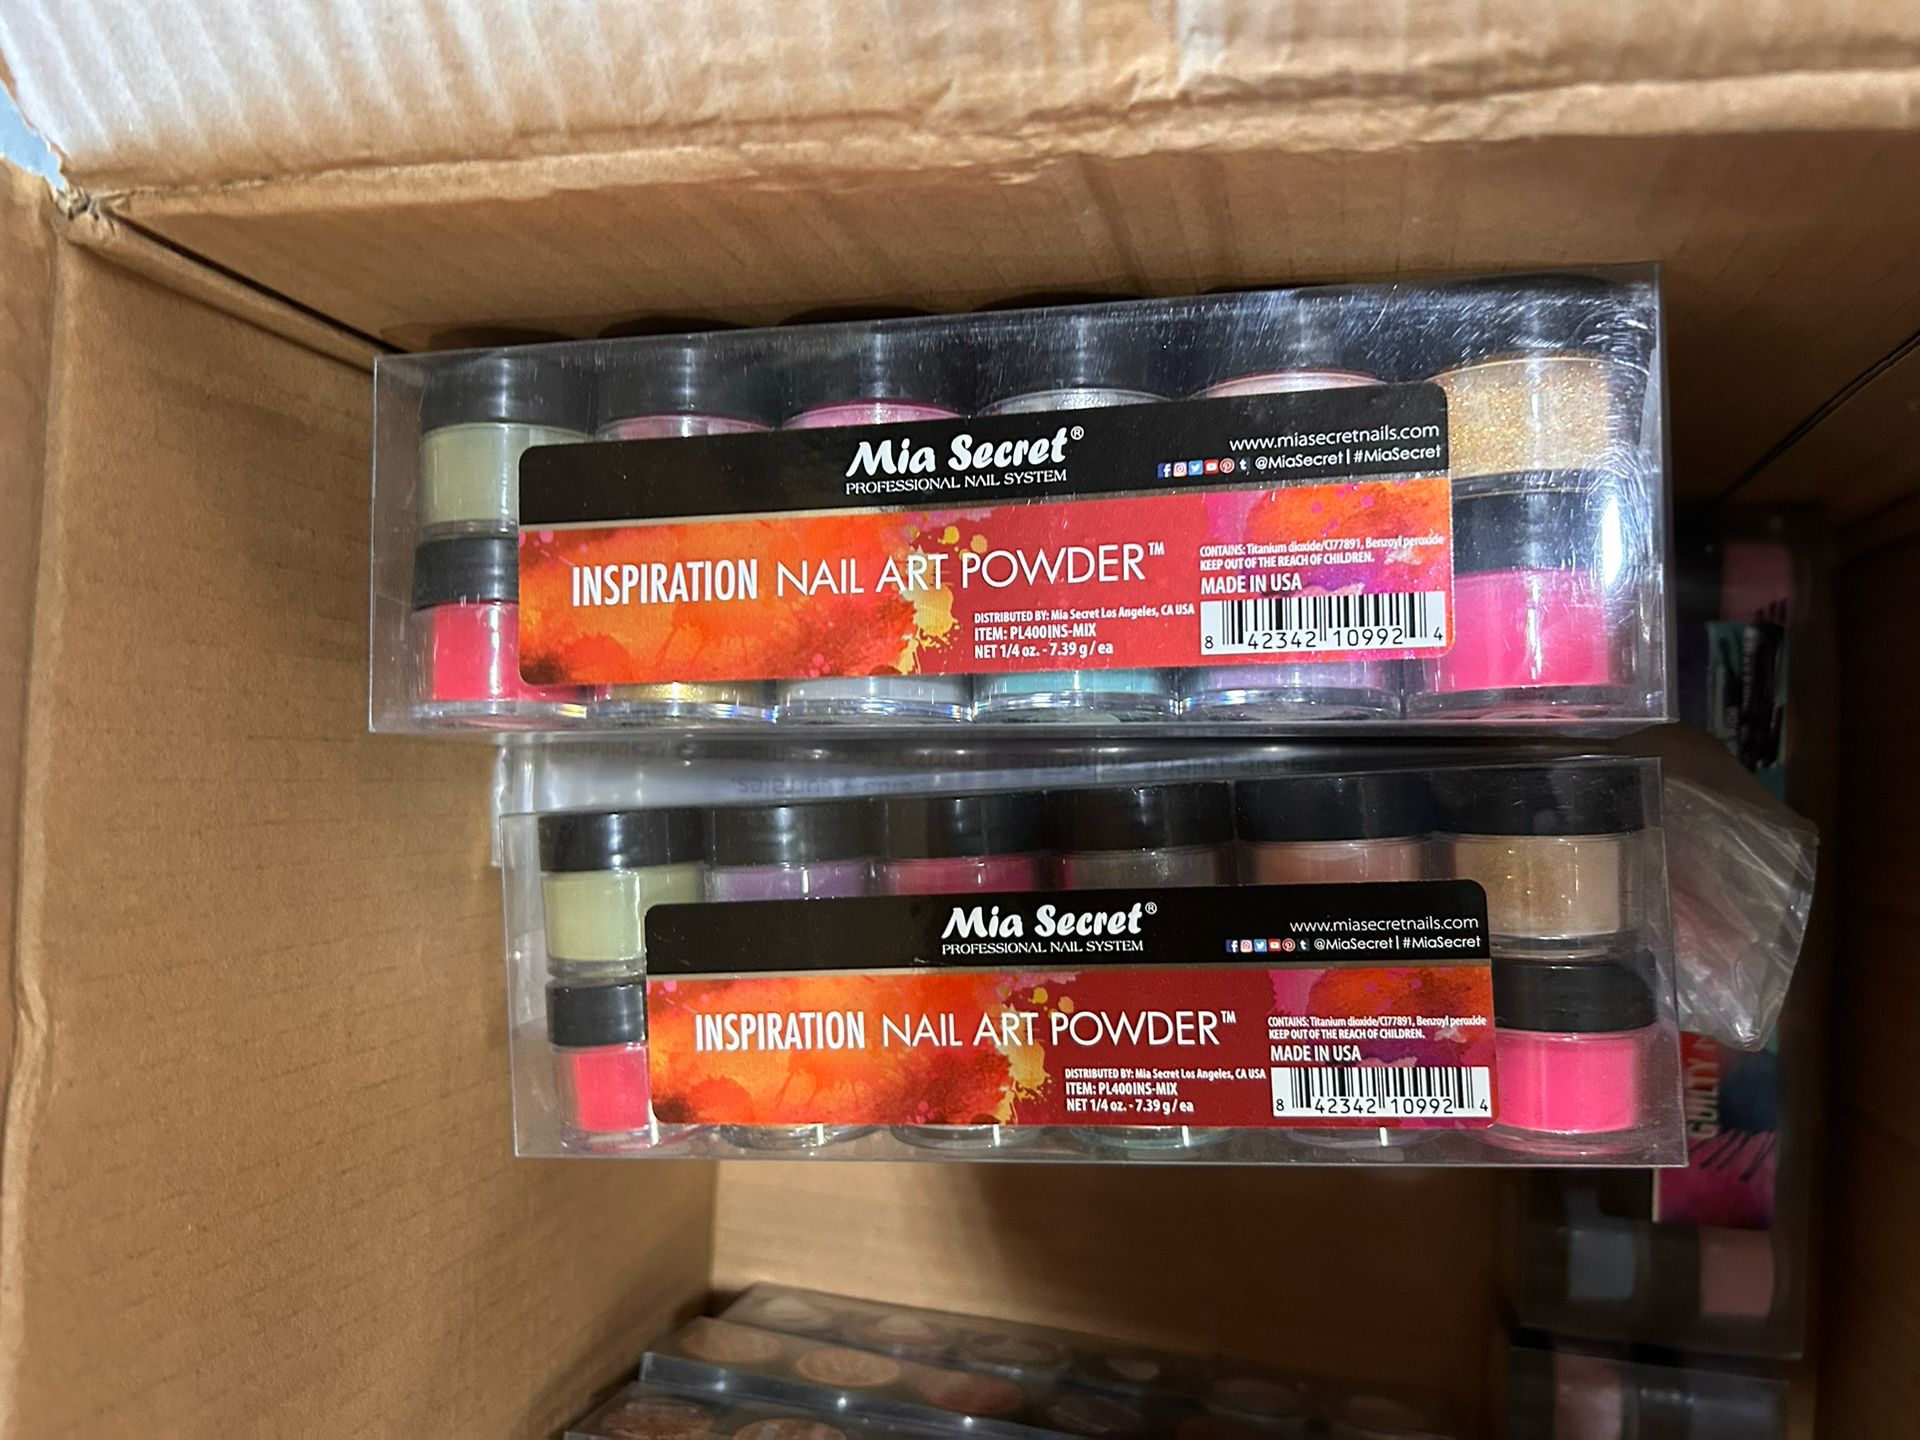 Mia Secret®
PROFESSIONAL NAIL SYSTEM
www.miasecretnails.com
@MiaSecret | #MiaSecret
INSPIRATION NAIL ART POWDER™
CONTAINS: Titanium dioxide/CI77891, Benzoyl peroxide
KEEP OUT OF THE REACH OF CHILDREN.
MADE IN USA
DISTRIBUTED BY: Mia Secret Los Angeles, CA USA
ITEM: PL400INS-MIX
NET 1/4 oz. - 7.39 g / ea
8 42342 10992 4
Mia Secret®
PROFESSIONAL NAIL SYSTEM
www.miasecretnails.com
@MiaSecret | #MiaSecret
INSPIRATION NAIL ART POWDER™
CONTAINS: Titanium dioxide/CI77891, Benzoyl peroxide
KEEP OUT OF THE REACH OF CHILDREN.
MADE IN USA
DISTRIBUTED BY: Mia Secret Los Angeles, CA USA
ITEM: PL400INS-MIX
NET 1/4 oz. - 7.39 g / ea
8 42342 10992 4
GUILTY